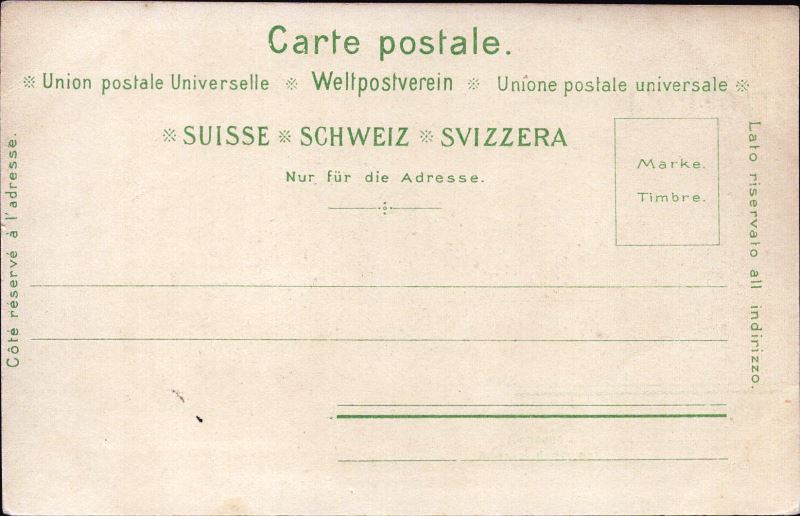 Carte postale.
Union postale Universelle ※ Weltpostverein ※ Unione postale universale
※ SUISSE ※ SCHWEIZ ※ SVIZZERA
Nur für die Adresse.
Marke.
Timbre.
Côté réservé à l'adresse.
Lato riservato all indirizzo.